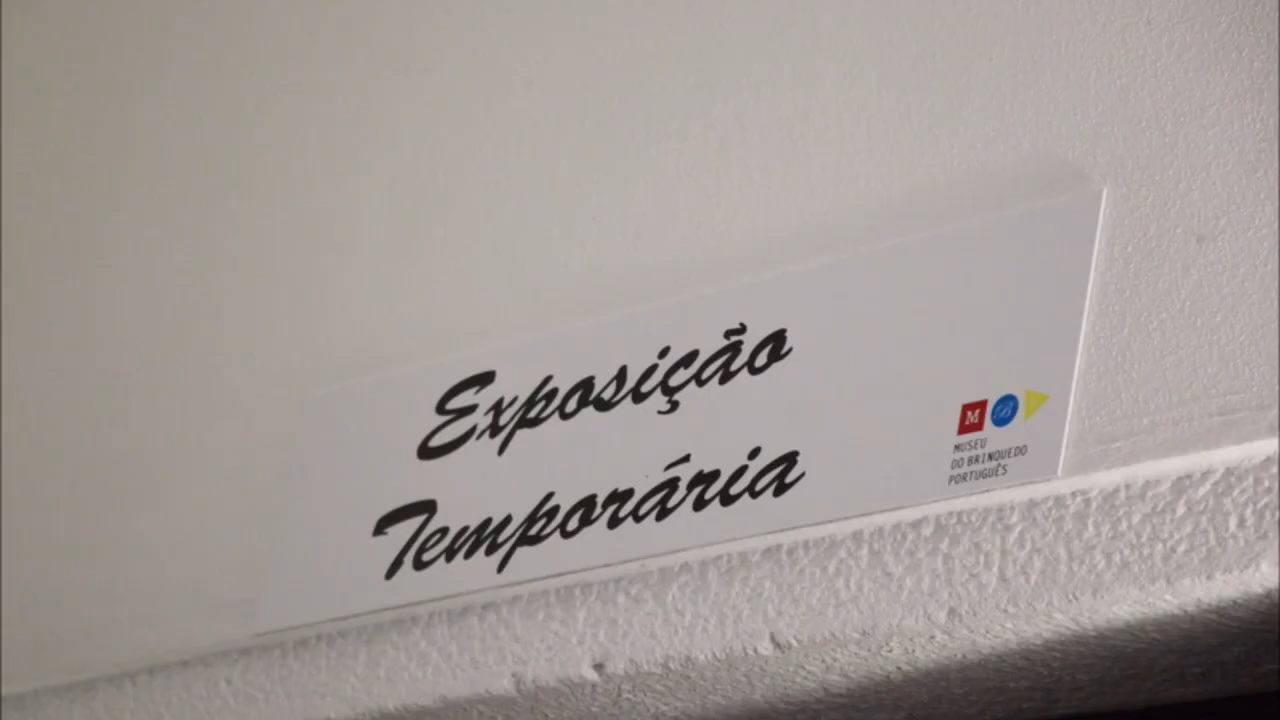 Exposição
Temporária
M B
MUSEU
DO BRINQUEDO
PORTUGUÊS